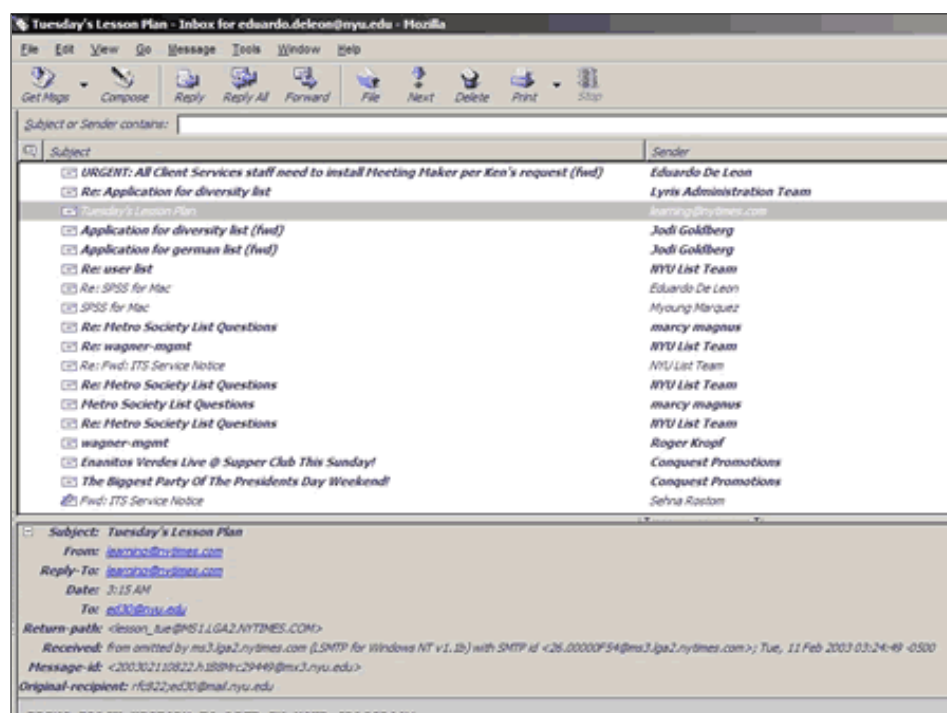 Tuesday's Lesson Plan - Inbox for eduardo.deleon@nyu.edu - Mozilla
File Edit View Go Message Tools Window Help
Get Msgs Compose Reply Reply All Forward File Next Delete Print Stop
Subject or Sender contains:
Subject Sender
URGENT: All Client Services staff need to install Meeting Maker per Ken's request (fwd) Eduardo De Leon
Re: Application for diversity list Lyris Administration Team
Tuesday's Lesson Plan learning@nytimes.com
Application for diversity list (fwd) Jodi Goldberg
Application for german list (fwd) Jodi Goldberg
Re: user list NYU List Team
Re: SPSS for Mac Eduardo De Leon
SPSS for Mac Myoung Marquez
Re: Metro Society List Questions marcy magnus
Re: wagner-mgmt NYU List Team
Re: Fwd: ITS Service Notice NYU List Team
Re: Metro Society List Questions NYU List Team
Metro Society List Questions marcy magnus
Re: Metro Society List Questions NYU List Team
wagner-mgmt Roger Kropf
Enanitos Verdes Live @ Supper Club This Sunday! Conquest Promotions
The Biggest Party Of The Presidents Day Weekend! Conquest Promotions
Fwd: ITS Service Notice Sehna Rostom
Subject: Tuesday's Lesson Plan
From: learning@nytimes.com
Reply-To: learning@nytimes.com
Date: 3:15 AM
To: ed30@nyu.edu
Return-path: <lesson_tue@MS1.LGA2.NYTIMES.COM>
Received: from omitted by ms3.lga2.nytimes.com (LSMTP for Windows NT v1.1b) with SMTP id <26.00000F54@ms3.lga2.nytimes.com>; Tue, 11 Feb 2003 03:24:49 -0500
Message-id: <200302110822.h1B8Mrc29449@mx3.nyu.edu>
Original-recipient: rfc822;ed30@mail.nyu.edu